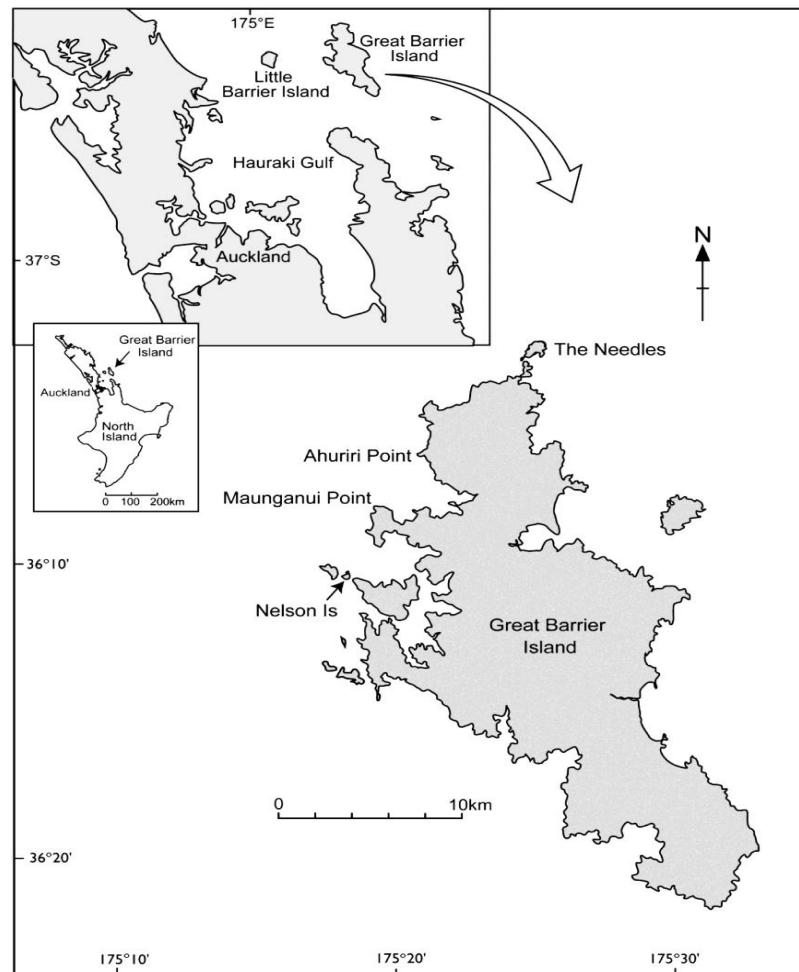 175°E
Great Barrier
Island
Little
Barrier Island
Hauraki Gulf
37°S
Auckland
N
Great Barrier
Island
Auckland
North
Island
0 100 200km
The Needles
Ahuriri Point
Maunganui Point
36°10'
Nelson Is
Great Barrier
Island
0 10km
36°20'
175°10' 175°20' 175°30'